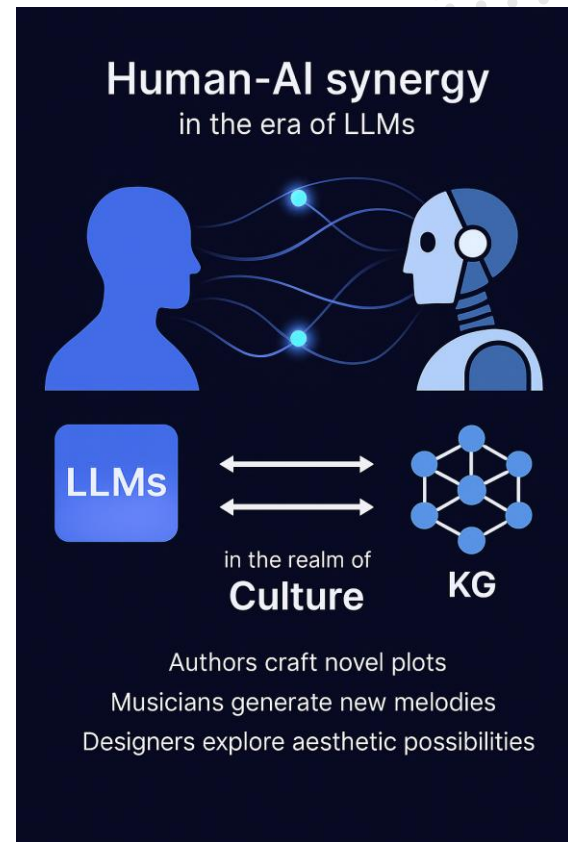 Human-AI synergy
in the era of LLMs
LLMs
in the realm of
Culture
KG
Authors craft novel plots
Musicians generate new melodies
Designers explore aesthetic possibilities